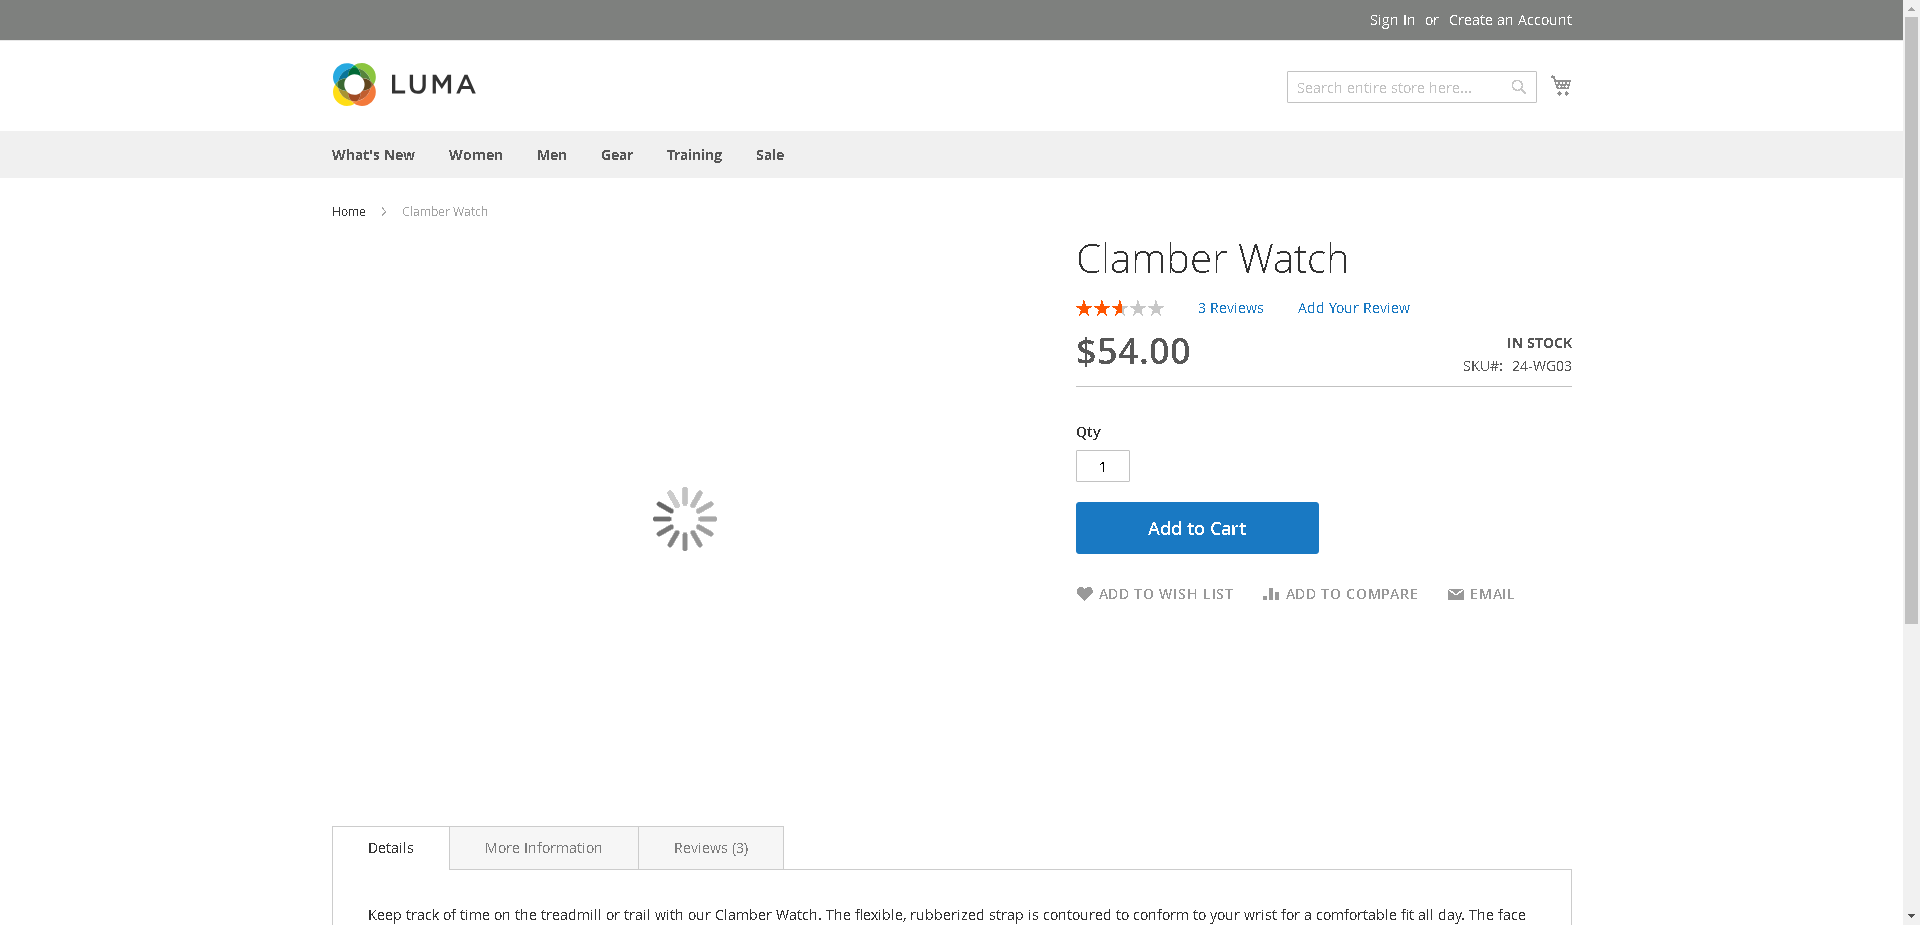 Sign In or Create an Account
LUMA
Search entire store here...
What's New Women Men Gear Training Sale
Home > Clamber Watch
Clamber Watch
3 Reviews Add Your Review
$54.00
IN STOCK
SKU#: 24-WG03
Qty
1
Add to Cart
ADD TO WISH LIST ADD TO COMPARE EMAIL
Details More Information Reviews (3)
Keep track of time on the treadmill or trail with our Clamber Watch. The flexible, rubberized strap is contoured to conform to your wrist for a comfortable fit all day. The face